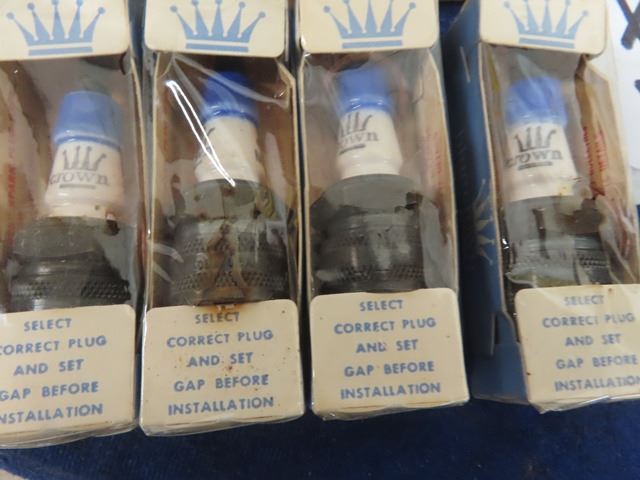 crown
crown
crown
SELECT
CORRECT PLUG
AND SET
GAP BEFORE
INSTALLATION
SELECT
CORRECT PLUG
AND SET
GAP BEFORE
INSTALLATION
SELECT
CORRECT PLUG
AND SET
GAP BEFORE
INSTALLATION
SELECT
CORRECT PLUG
AND SET
GAP BEFORE
INSTALLATION